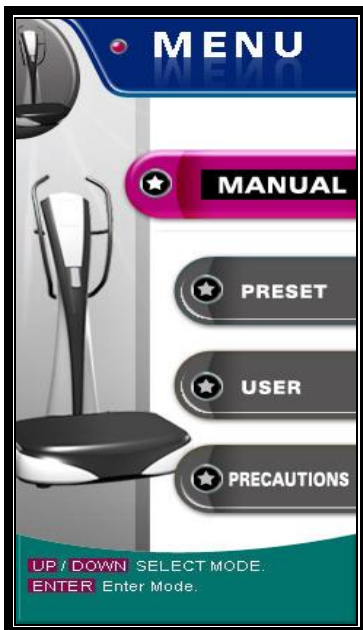 MENU
MANUAL
PRESET
USER
PRECAUTIONS
UP / DOWN SELECT MODE.
ENTER Enter Mode.